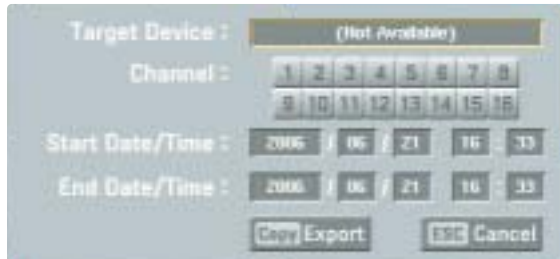 Target Device : (Not Available)
Channel : 1 2 3 4 5 6 7 8
9 10 11 12 13 14 15 16
Start Date/Time : 2006 / 06 / 21 16 : 33
End Date/Time : 2006 / 06 / 21 16 : 33
Copy Export ESC Cancel